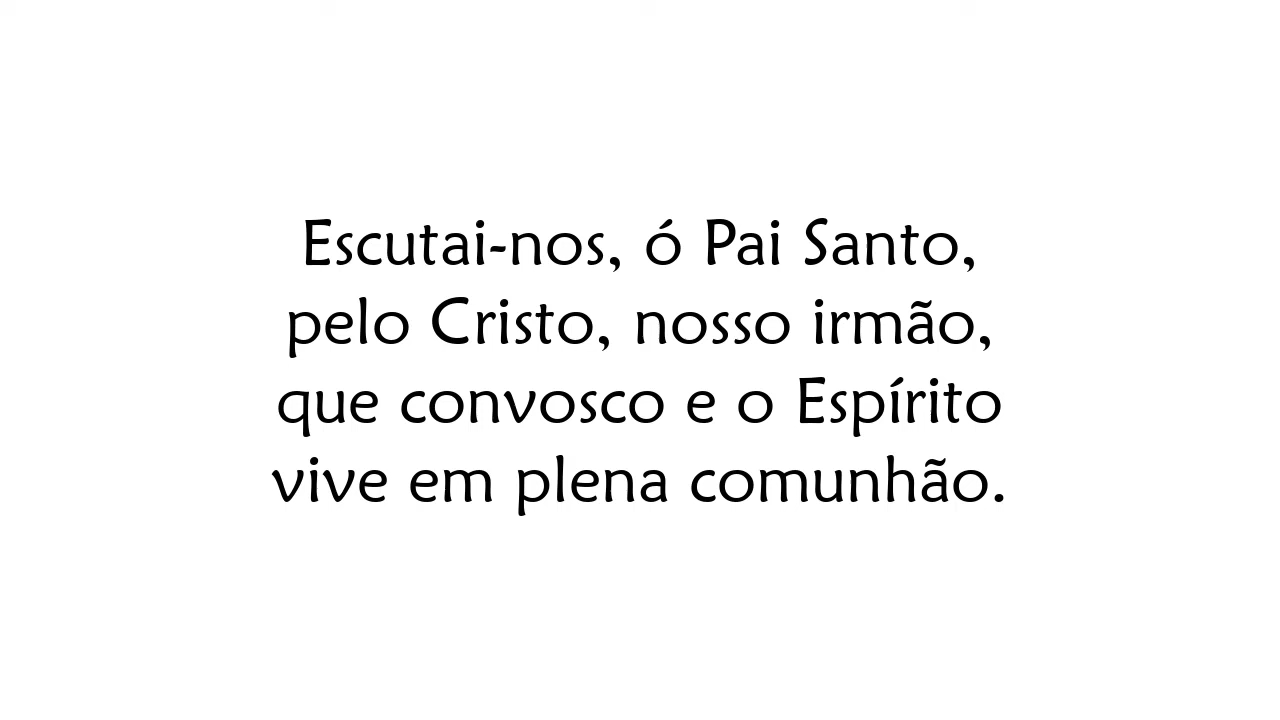 Escutai-nos, ó Pai Santo,
pelo Cristo, nosso irmão,
que convosco e o Espírito
vive em plena comunhão.